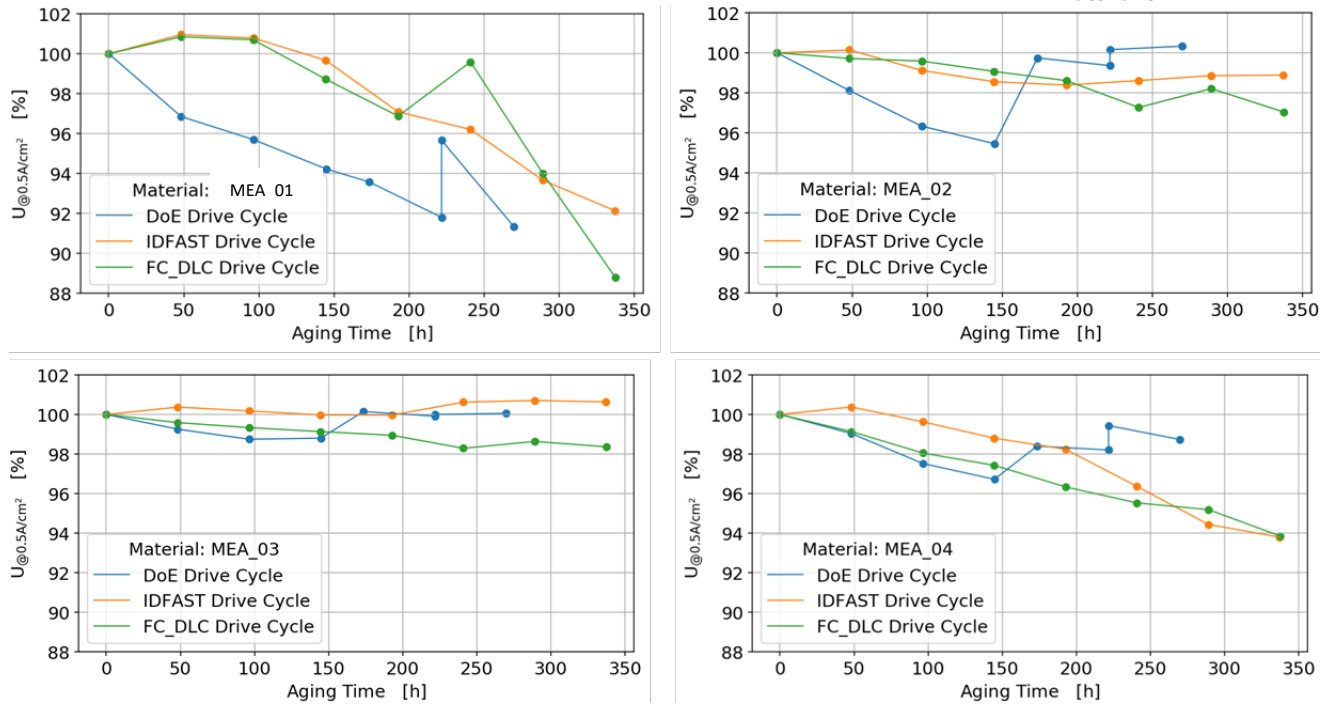 102
100
98
96
94
92
90
88
U@0.5A/cm² [%]
Material: MEA_01
DoE Drive Cycle
IDFAST Drive Cycle
FC_DLC Drive Cycle
0 50 100 150 200 250 300 350
Aging Time [h]
102
100
98
96
94
92
90
88
U@0.5A/cm² [%]
Material: MEA_02
DoE Drive Cycle
IDFAST Drive Cycle
FC_DLC Drive Cycle
0 50 100 150 200 250 300 350
Aging Time [h]
102
100
98
96
94
92
90
88
U@0.5A/cm² [%]
Material: MEA_03
DoE Drive Cycle
IDFAST Drive Cycle
FC_DLC Drive Cycle
0 50 100 150 200 250 300 350
Aging Time [h]
102
100
98
96
94
92
90
88
U@0.5A/cm² [%]
Material: MEA_04
DoE Drive Cycle
IDFAST Drive Cycle
FC_DLC Drive Cycle
0 50 100 150 200 250 300 350
Aging Time [h]